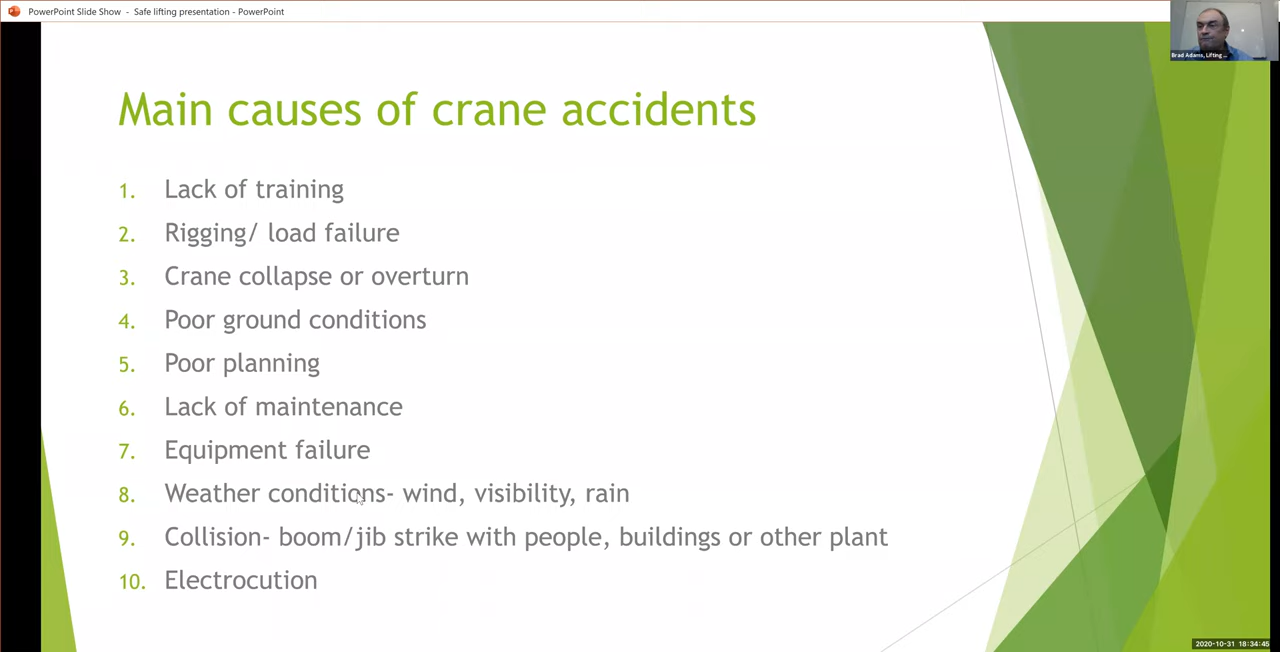 PowerPoint Slide Show - Safe lifting presentation - PowerPoint
Brad Adams, Lifting ...
Main causes of crane accidents
1. Lack of training
2. Rigging/ load failure
3. Crane collapse or overturn
4. Poor ground conditions
5. Poor planning
6. Lack of maintenance
7. Equipment failure
8. Weather conditions- wind, visibility, rain
9. Collision- boom/jib strike with people, buildings or other plant
10. Electrocution
2020-10-31 18:34:45